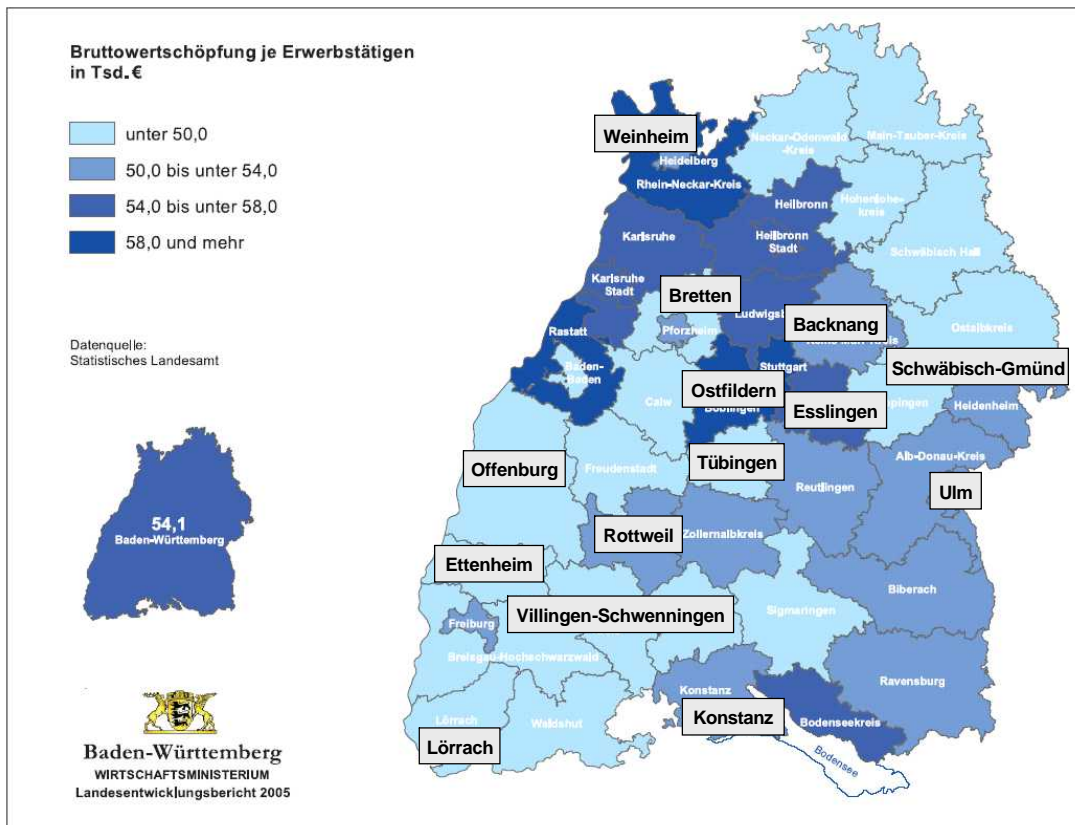 Bruttowertschöpfung je Erwerbstätigen
in Tsd. €
unter 50,0
50,0 bis unter 54,0
54,0 bis unter 58,0
58,0 und mehr
Datenquelle:
Statistisches Landesamt
54,1
Baden-Württemberg
Baden-Württemberg
WIRTSCHAFTSMINISTERIUM
Landesentwicklungsbericht 2005
Weinheim
Heidelberg
Rhein-Neckar-Kreis
Neckar-Odenwald
-Kreis
Main-Tauber-Kreis
Heilbronn
Hohenlohe-
kreis
Karlsruhe
Heilbronn
Stadt
Schwäbisch Hall
Karlsruhe
Stadt
Bretten
Ludwigsb
Backnang
Rastatt
Pforzheim
Ostalbkreis
Baden-
Baden
Stuttgart
Schwäbisch-Gmünd
Calw
Ostfildern
Böblingen
Esslingen
ppingen
Heidenheim
Offenburg
Freudenstadt
Tübingen
Reutlingen
Alb-Donau-Kreis
Ulm
Rottweil
Zollernalbkreis
Ettenheim
Villingen-Schwenningen
Sigmaringen
Biberach
Freiburg
Breisgau-Hochschwarzwald
Konstanz
Ravensburg
Konstanz
Bodenseekreis
Lörrach
Waldshut
Lörrach
Bodensee